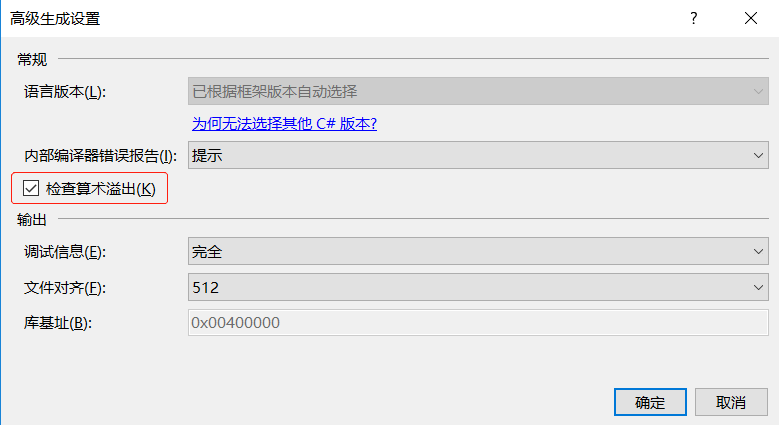 高级生成设置
常规
语言版本(L): 已根据框架版本自动选择
为何无法选择其他 C# 版本?
内部编译器错误报告(I): 提示
检查算术溢出(K)
输出
调试信息(E): 完全
文件对齐(F): 512
库基址(B): 0x00400000
确定 取消